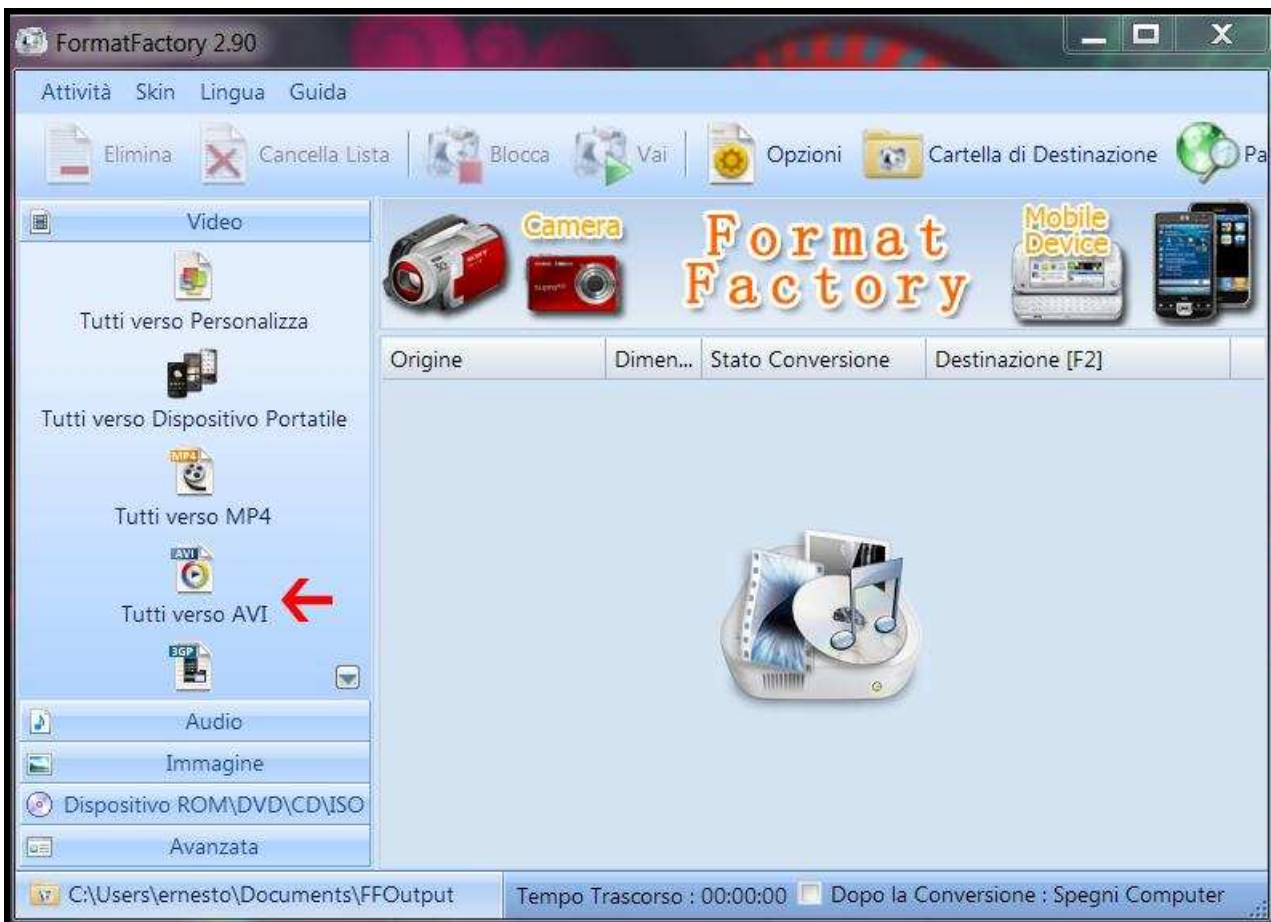 FormatFactory 2.90
Attività Skin Lingua Guida
Elimina Cancella Lista Blocca Vai Opzioni Cartella di Destinazione Pa
Video
Tutti verso Personalizza
Tutti verso Dispositivo Portatile
MP4
Tutti verso MP4
AVI
Tutti verso AVI
3GP
Audio
Immagine
Dispositivo ROM\DVD\CD\ISO
Avanzata
Camera
Format
Factory
Mobile
Device
Origine Dimen... Stato Conversione Destinazione [F2]
C:\Users\ernesto\Documents\FFOutput Tempo Trascorso : 00:00:00 Dopo la Conversione : Spegni Computer